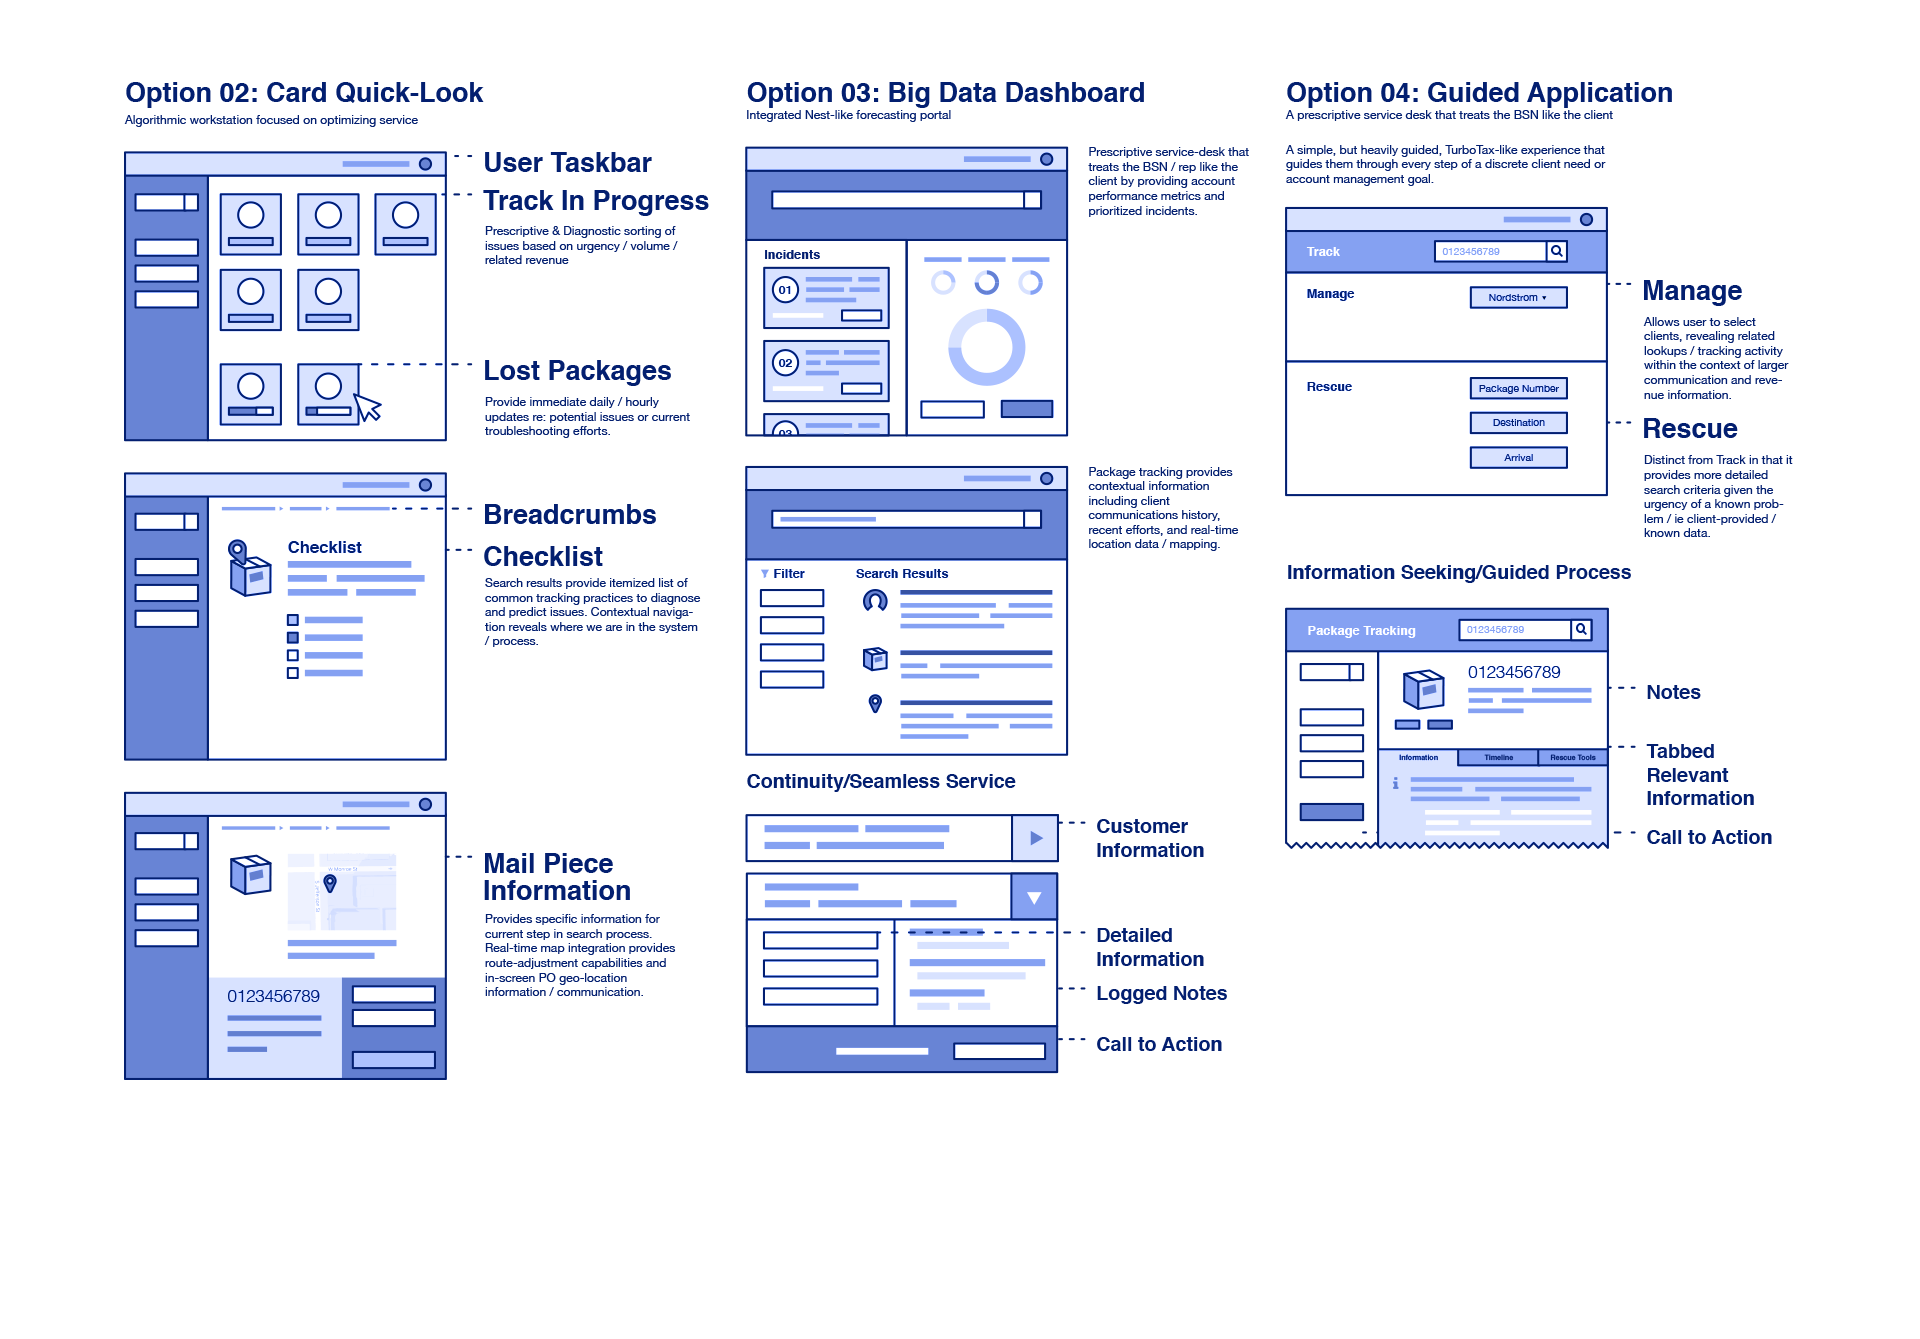 Option 02: Card Quick-Look
Algorithmic workstation focused on optimizing service
User Taskbar
Track In Progress
Prescriptive & Diagnostic sorting of
issues based on urgency / volume /
related revenue
Lost Packages
Provide immediate daily / hourly
updates re: potential issues or current
troubleshooting efforts.
Breadcrumbs
Checklist
Checklist
Search results provide itemized list of
common tracking practices to diagnose
and predict issues. Contextual naviga-
tion reveals where we are in the system
/ process.
W Monroe St
Mail Piece
Information
Provides specific information for
current step in search process.
Real-time map integration provides
route-adjustment capabilities and
in-screen PO geo-location
information / communication.
0123456789
Option 03: Big Data Dashboard
Integrated Nest-like forecasting portal
Prescriptive service-desk that
treats the BSN / rep like the
client by providing account
performance metrics and
prioritized incidents.
Incidents
01
02
03
Package tracking provides
contextual information
including client
communications history,
recent efforts, and real-time
location data / mapping.
Filter
Search Results
Continuity/Seamless Service
Customer
Information
Detailed
Information
Logged Notes
Call to Action
Option 04: Guided Application
A prescriptive service desk that treats the BSN like the client
A simple, but heavily guided, TurboTax-like experience that
guides them through every step of a discrete client need or
account management goal.
Track
0123456789
Manage
Nordstrom
Manage
Allows user to select
clients, revealing related
lookups / tracking activity
within the context of larger
communication and reve-
nue information.
Rescue
Package Number
Destination
Arrival
Rescue
Distinct from Track in that it
provides more detailed
search criteria given the
urgency of a known prob-
lem / ie client-provided /
known data.
Information Seeking/Guided Process
Package Tracking
0123456789
0123456789
Notes
Information
Timeline
Rescue Tools
Tabbed
Relevant
Information
Call to Action